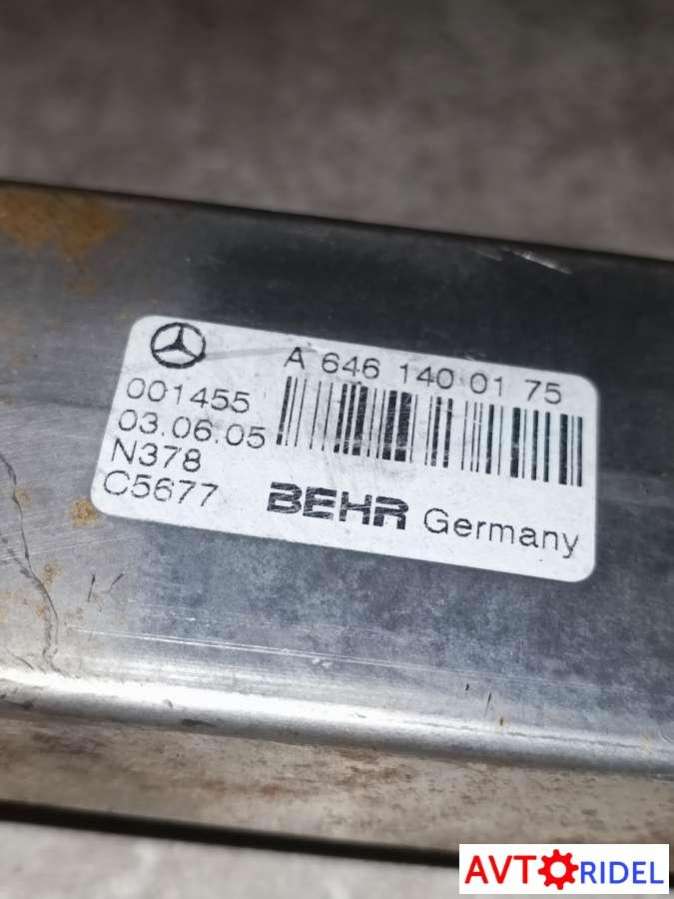 A 646 140 01 75
001455
03.06.05
N378
C5677
BEHR Germany
K
AVTORIDEL